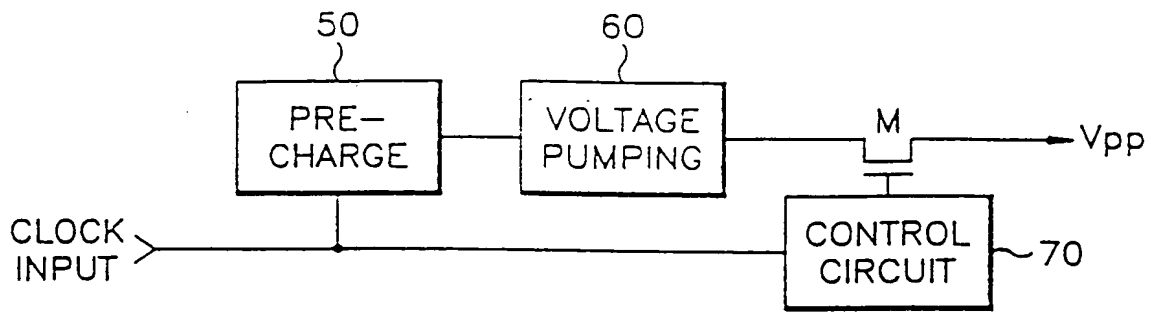 50
60
PRE-
CHARGE
VOLTAGE
PUMPING
M
Vpp
CLOCK
INPUT
CONTROL
CIRCUIT
70